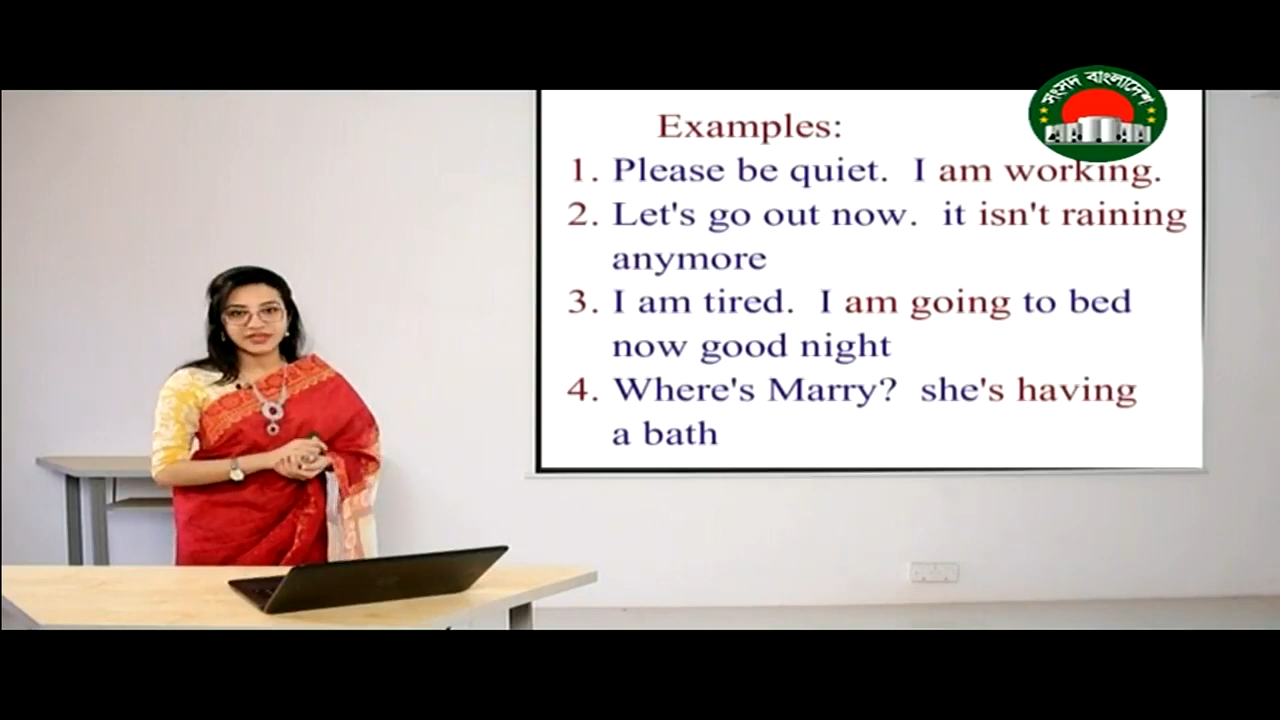 সংসদ বাংলাদেশ
Examples:
1. Please be quiet. I am working.
2. Let's go out now. it isn't raining
anymore
3. I am tired. I am going to bed
now good night
4. Where's Marry? she's having
a bath